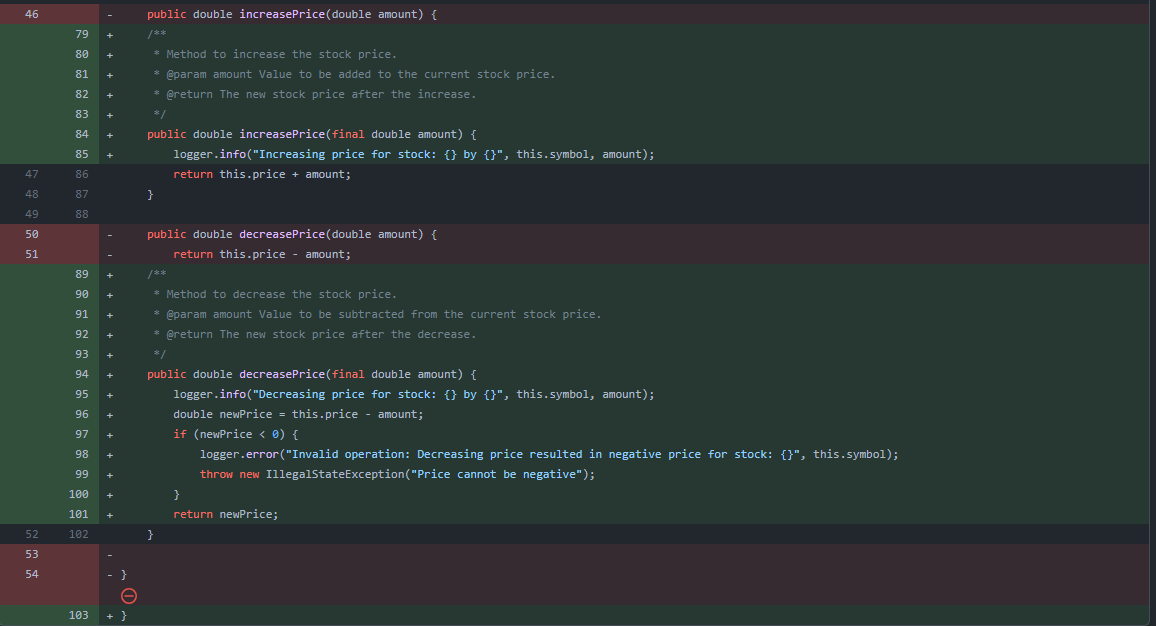 46 - public double increasePrice(double amount) {
79 + /**
80 + * Method to increase the stock price.
81 + * @param amount Value to be added to the current stock price.
82 + * @return The new stock price after the increase.
83 + */
84 + public double increasePrice(final double amount) {
85 + logger.info("Increasing price for stock: {} by {}", this.symbol, amount);
47 86 return this.price + amount;
48 87 }
49 88
50 - public double decreasePrice(double amount) {
51 - return this.price - amount;
89 + /**
90 + * Method to decrease the stock price.
91 + * @param amount Value to be subtracted from the current stock price.
92 + * @return The new stock price after the decrease.
93 + */
94 + public double decreasePrice(final double amount) {
95 + logger.info("Decreasing price for stock: {} by {}", this.symbol, amount);
96 + double newPrice = this.price - amount;
97 + if (newPrice < 0) {
98 + logger.error("Invalid operation: Decreasing price resulted in negative price for stock: {}", this.symbol);
99 + throw new IllegalStateException("Price cannot be negative");
100 + }
101 + return newPrice;
52 102 }
53 -
54 - }
103 + }